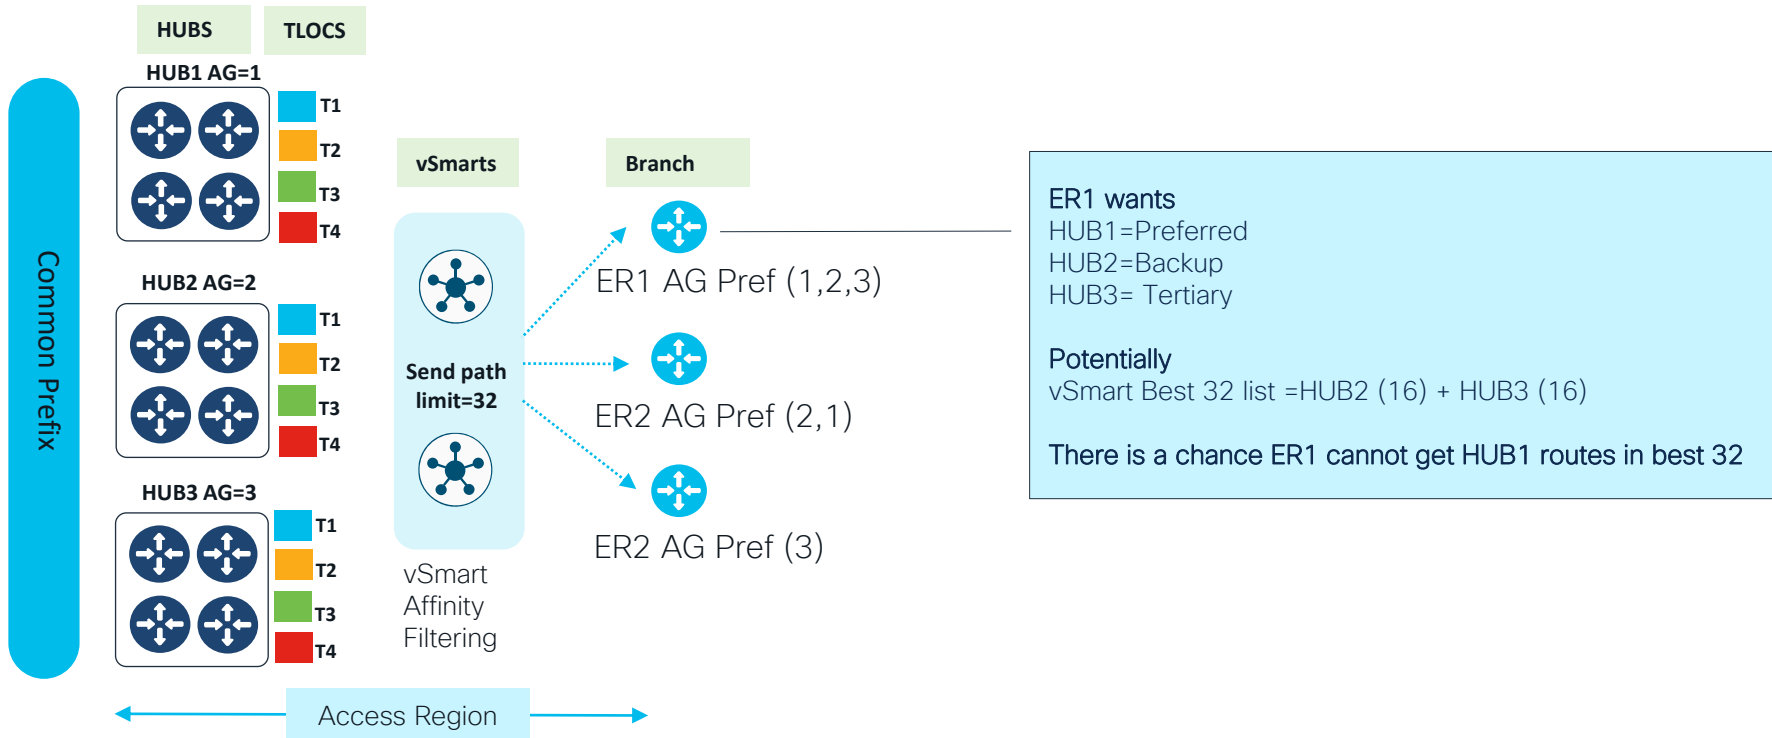 HUBS
TLOCS
HUB1 AG=1
T1
T2
T3
T4
HUB2 AG=2
T1
T2
T3
T4
HUB3 AG=3
T1
T2
T3
T4
Common Prefix
vSmarts
Send path
limit=32
vSmart
Affinity
Filtering
Branch
ER1 AG Pref (1,2,3)
ER2 AG Pref (2,1)
ER2 AG Pref (3)
Access Region
ER1 wants
HUB1=Preferred
HUB2=Backup
HUB3= Tertiary
Potentially
vSmart Best 32 list =HUB2 (16) + HUB3 (16)
There is a chance ER1 cannot get HUB1 routes in best 32